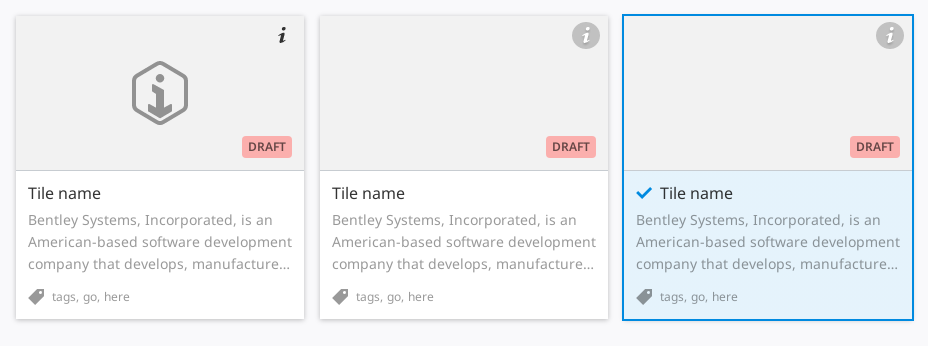 DRAFT
Tile name
Bentley Systems, Incorporated, is an
American-based software development
company that develops, manufacture...
tags, go, here
DRAFT
Tile name
Bentley Systems, Incorporated, is an
American-based software development
company that develops, manufacture...
tags, go, here
DRAFT
Tile name
Bentley Systems, Incorporated, is an
American-based software development
company that develops, manufacture...
tags, go, here